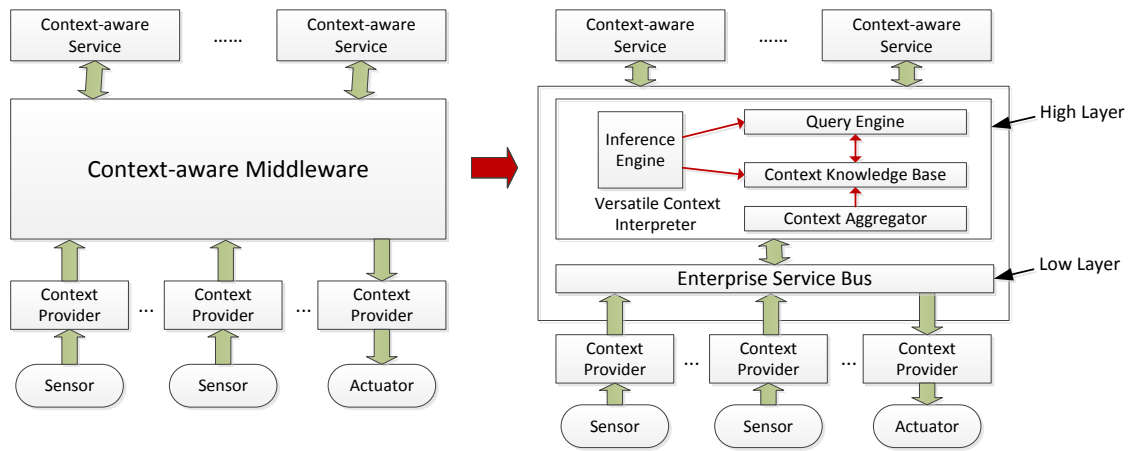 Context-aware
Service
......
Context-aware
Service
Context-aware Middleware
Context
Provider
...
Context
Provider
...
Context
Provider
Sensor
Sensor
Actuator
Context-aware
Service
......
Context-aware
Service
High Layer
Inference
Engine
Query Engine
Context Knowledge Base
Versatile Context
Interpreter
Context Aggregator
Low Layer
Enterprise Service Bus
Context
Provider
...
Context
Provider
...
Context
Provider
Sensor
Sensor
Actuator